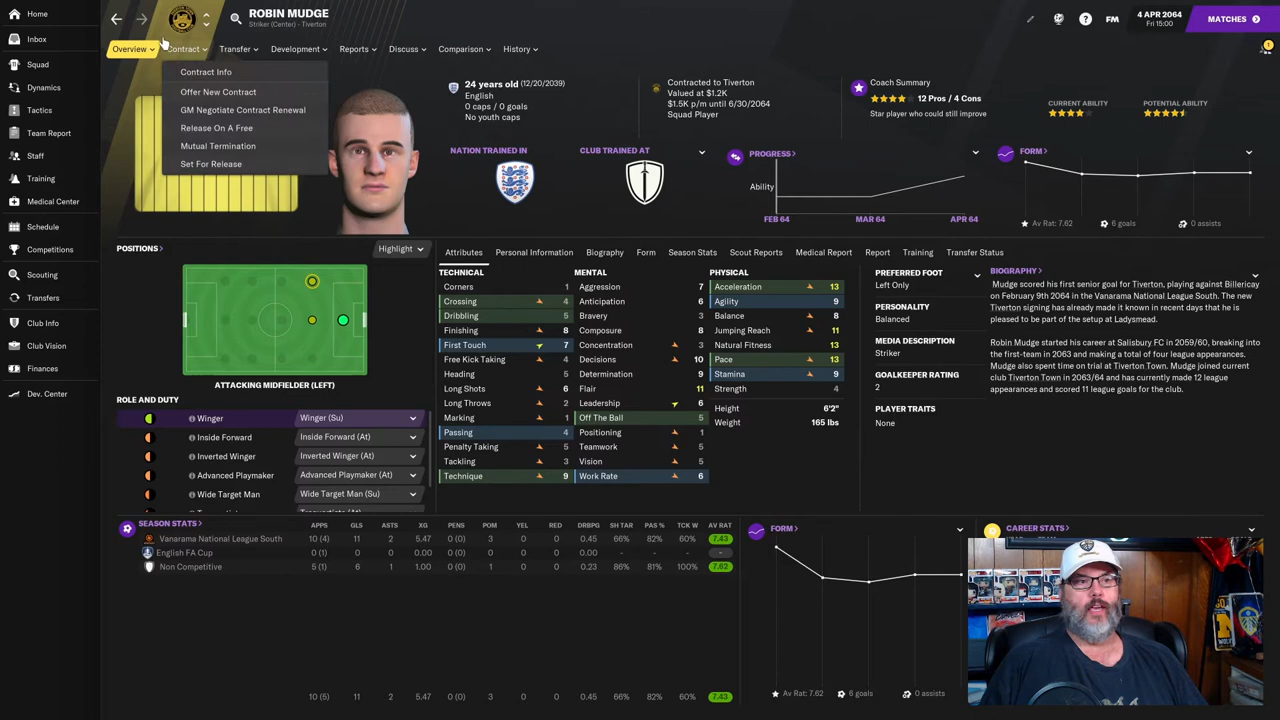 Home
Inbox
Squad
Dynamics
Tactics
Team Report
Staff
Training
Medical Center
Schedule
Competitions
Scouting
Transfers
Club Info
Club Vision
Finances
Dev. Center
ROBIN MUDGE
Striker (Center) - Tiverton
FM
4 APR 2064
Fri 15:00
MATCHES
Overview
Contract
Transfer
Development
Reports
Discuss
Comparison
History
Contract Info
Offer New Contract
GM Negotiate Contract Renewal
Release On A Free
Mutual Termination
Set For Release
24 years old (12/20/2039)
English
0 caps / 0 goals
No youth caps
Contracted to Tiverton
Valued at $1.2K
$1.5K p/m until 6/30/2064
Squad Player
Coach Summary
12 Pros / 4 Cons
Star player who could still improve
CURRENT ABILITY
POTENTIAL ABILITY
NATION TRAINED IN
CLUB TRAINED AT
PROGRESS
Ability
FEB 64
MAR 64
APR 64
FORM
Av Rat: 7.62
6 goals
0 assists
POSITIONS
Highlight
ATTACKING MIDFIELDER (LEFT)
ROLE AND DUTY
Winger Winger (Su)
Inside Forward Inside Forward (At)
Inverted Winger Inverted Winger (At)
Advanced Playmaker Advanced Playmaker (At)
Wide Target Man Wide Target Man (Su)
Attributes
Personal Information
Biography
Form
Season Stats
Scout Reports
Medical Report
Report
Training
Transfer Status
TECHNICAL
Corners 1
Crossing 4
Dribbling 5
Finishing 8
First Touch 7
Free Kick Taking 4
Heading 5
Long Shots 6
Long Throws 2
Marking 1
Passing 4
Penalty Taking 5
Tackling 3
Technique 9
MENTAL
Aggression 7
Anticipation 6
Bravery 3
Composure 8
Concentration 3
Decisions 10
Determination 9
Flair 11
Leadership 6
Off The Ball 5
Positioning 1
Teamwork 5
Vision 5
Work Rate 6
PHYSICAL
Acceleration 13
Agility 9
Balance 8
Jumping Reach 11
Natural Fitness 13
Pace 13
Stamina 9
Strength 4
Height 6'2"
Weight 165 lbs
PREFERRED FOOT
Left Only
PERSONALITY
Balanced
MEDIA DESCRIPTION
Striker
GOALKEEPER RATING
2
PLAYER TRAITS
None
BIOGRAPHY
Mudge scored his first senior goal for Tiverton, playing against Billericay
on February 9th 2064 in the Vanarama National League South. The new
Tiverton signing has already made it known in recent days that he is
pleased to be part of the setup at Ladysmead.
Robin Mudge started his career at Salisbury FC in 2059/60, breaking into
the first-team in 2063 and making a total of four league appearances.
Mudge also spent time on trial at Tiverton Town. Mudge joined current
club Tiverton Town in 2063/64 and has currently made 12 league
appearances and scored 11 league goals for the club.
SEASON STATS
APPS GLS ASTS XG PENS POM YEL RED DRBPG SH TAR PAS % TCK W AV RAT
Vanarama National League South 10 (4) 11 2 5.47 0 (0) 3 0 0 0.45 66% 82% 60% 7.43
English FA Cup 0 (1) 0 0 0.00 0 (0) 0 0 0 0.00 - - - -
Non Competitive 5 (1) 6 1 1.00 0 (0) 1 0 0 0.23 86% 81% 100% 7.62
10 (5) 11 2 5.47 0 (0) 3 0 0 0.45 66% 82% 60% 7.43
FORM
Av Rat: 7.62
6 goals
0 assists
CAREER STATS